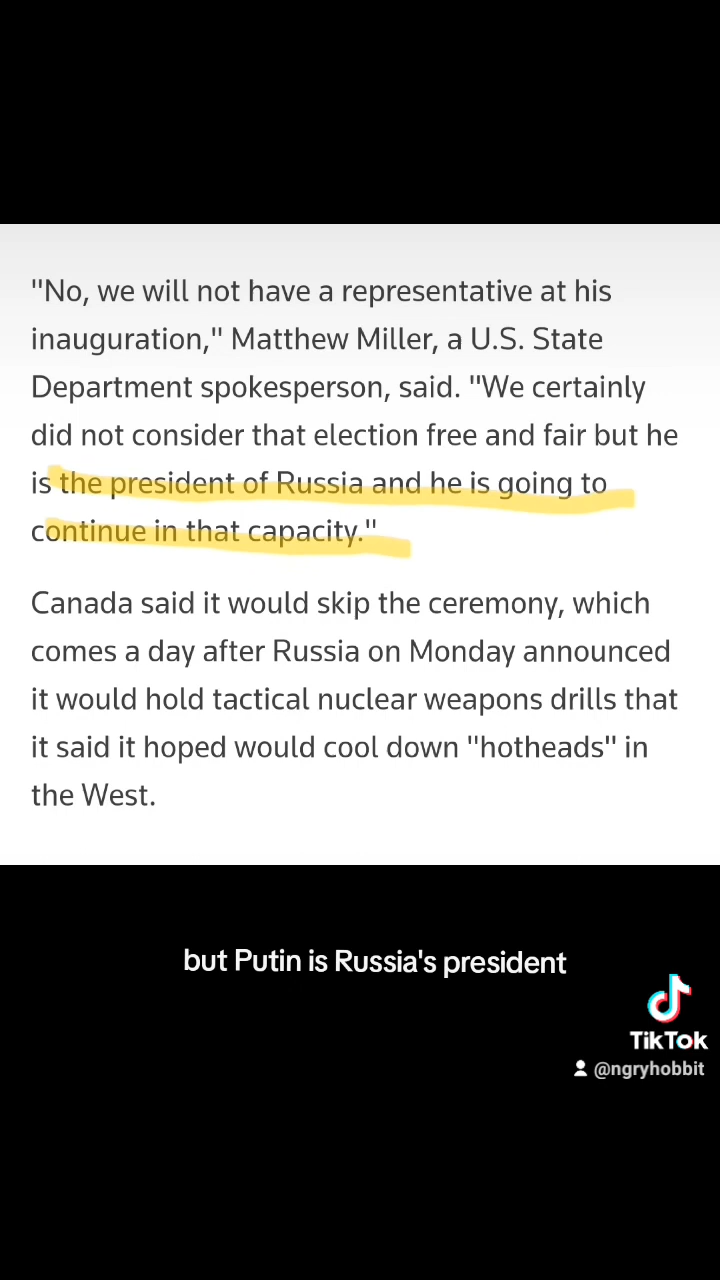 "No, we will not have a representative at his
inauguration," Matthew Miller, a U.S. State
Department spokesperson, said. "We certainly
did not consider that election free and fair but he
is the president of Russia and he is going to
continue in that capacity."
Canada said it would skip the ceremony, which
comes a day after Russia on Monday announced
it would hold tactical nuclear weapons drills that
it said it hoped would cool down "hotheads" in
the West.
but Putin is Russia's president
TikTok
@ngryhobbit